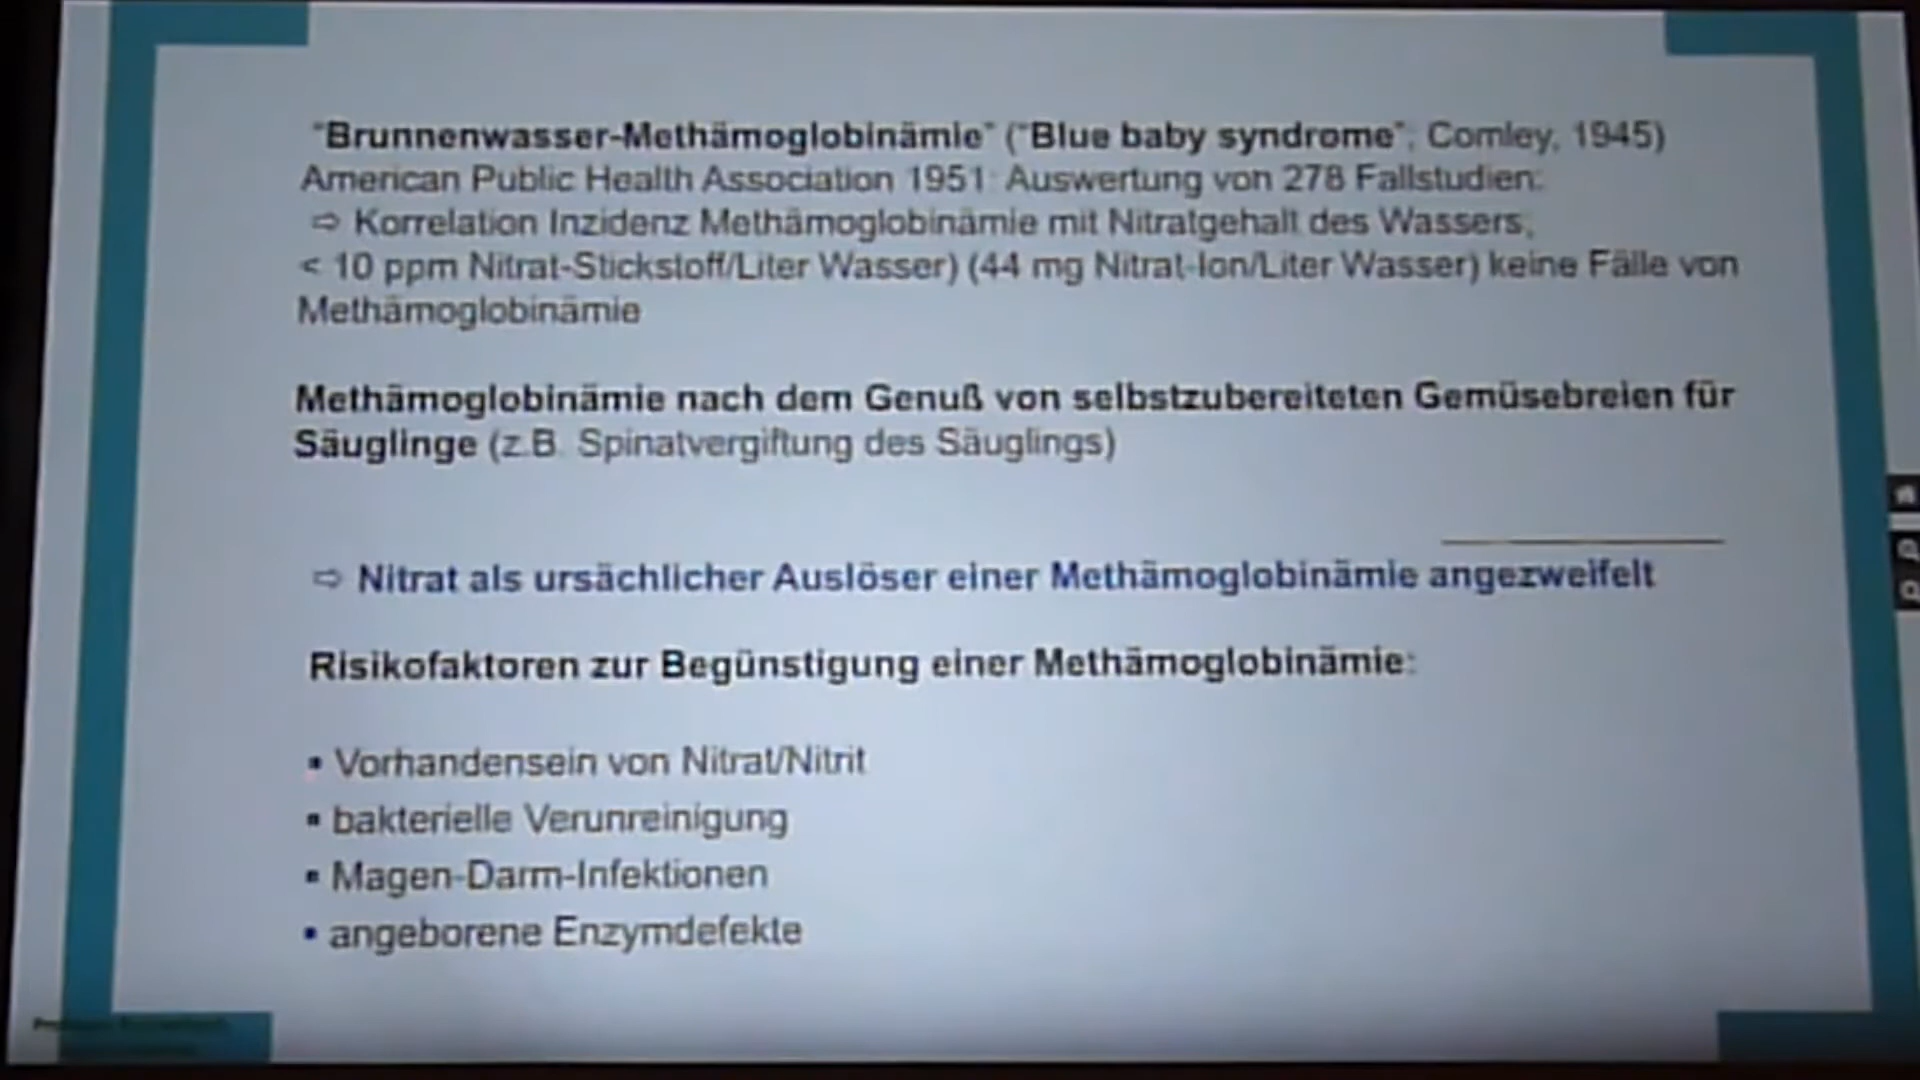 "Brunnenwasser-Methämoglobinämie" ("Blue baby syndrome"; Comley, 1945)
American Public Health Association 1951: Auswertung von 278 Fallstudien:
⇨ Korrelation Inzidenz Methämoglobinämie mit Nitratgehalt des Wassers;
< 10 ppm Nitrat-Stickstoff/Liter Wasser) (44 mg Nitrat-Ion/Liter Wasser) keine Fälle von
Methämoglobinämie
Methämoglobinämie nach dem Genuß von selbstzubereiteten Gemüsebreien für
Säuglinge (z.B. Spinatvergiftung des Säuglings)
⇨ Nitrat als ursächlicher Auslöser einer Methämoglobinämie angezweifelt
Risikofaktoren zur Begünstigung einer Methämoglobinämie:
▪ Vorhandensein von Nitrat/Nitrit
▪ bakterielle Verunreinigung
▪ Magen-Darm-Infektionen
▪ angeborene Enzymdefekte